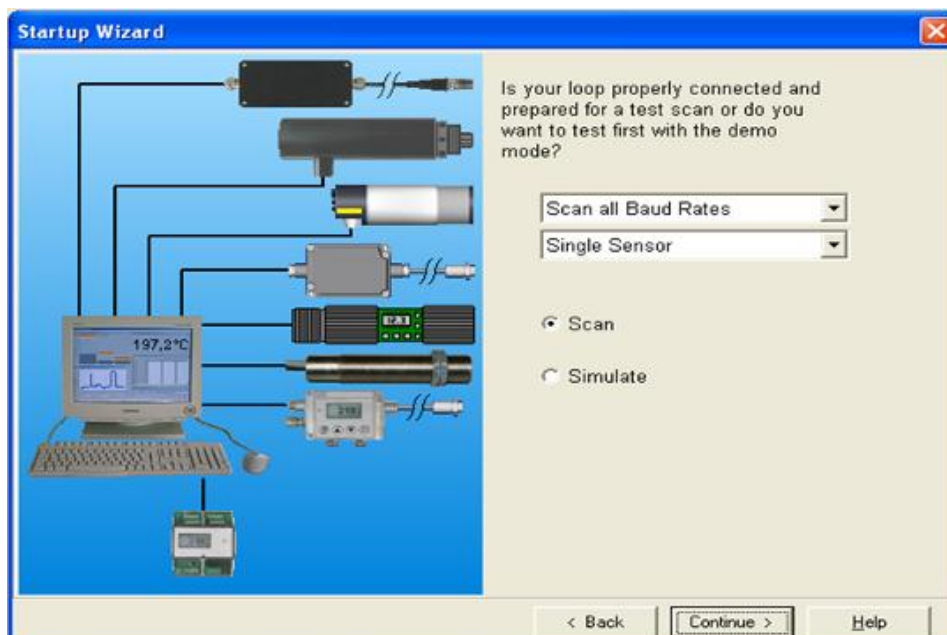 Startup Wizard
Is your loop properly connected and
prepared for a test scan or do you
want to test first with the demo
mode?
Scan all Baud Rates
Single Sensor
Scan
Simulate
197,2°C
< Back
Continue >
Help